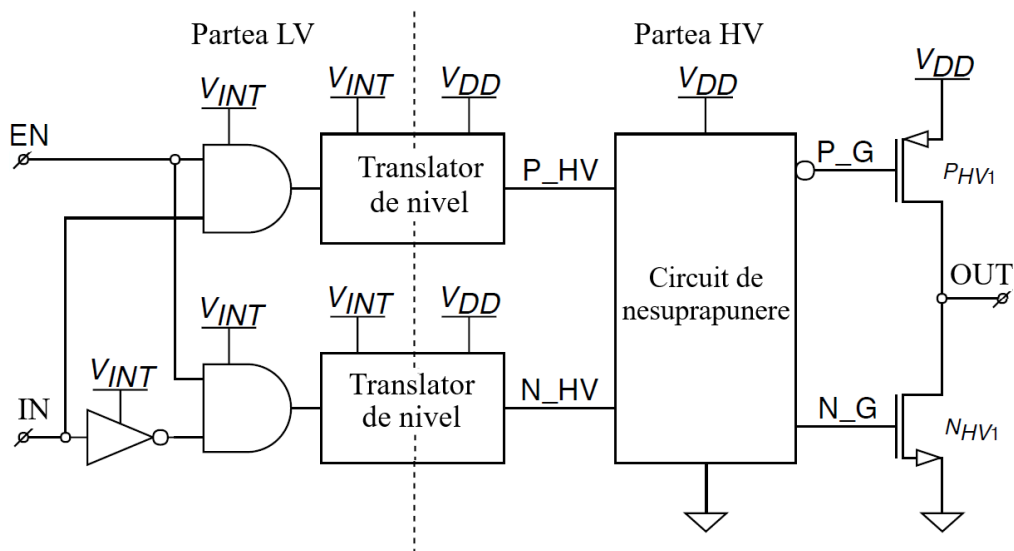 Partea LV
Partea HV
VINT
VINT
VDD
VDD
VDD
EN
Translator
de nivel
P_HV
P_G
PHV1
Circuit de
nesuprapunere
OUT
VINT
VINT
VDD
VINT
IN
Translator
de nivel
N_HV
N_G
NHV1